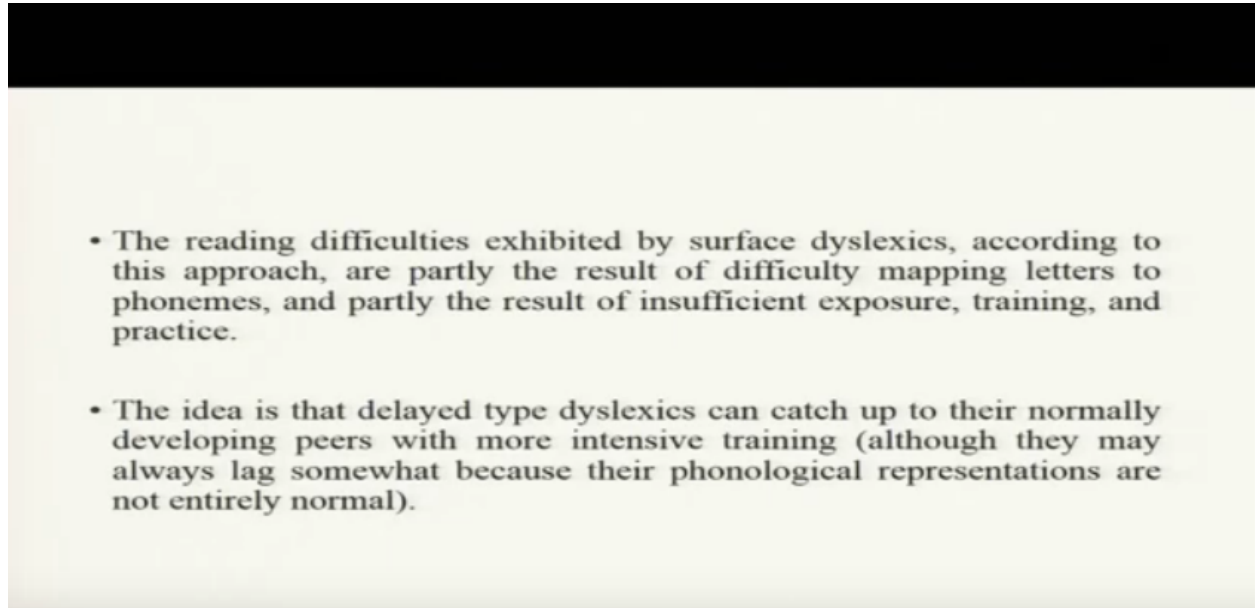 • The reading difficulties exhibited by surface dyslexics, according to
this approach, are partly the result of difficulty mapping letters to
phonemes, and partly the result of insufficient exposure, training, and
practice.
• The idea is that delayed type dyslexics can catch up to their normally
developing peers with more intensive training (although they may
always lag somewhat because their phonological representations are
not entirely normal).